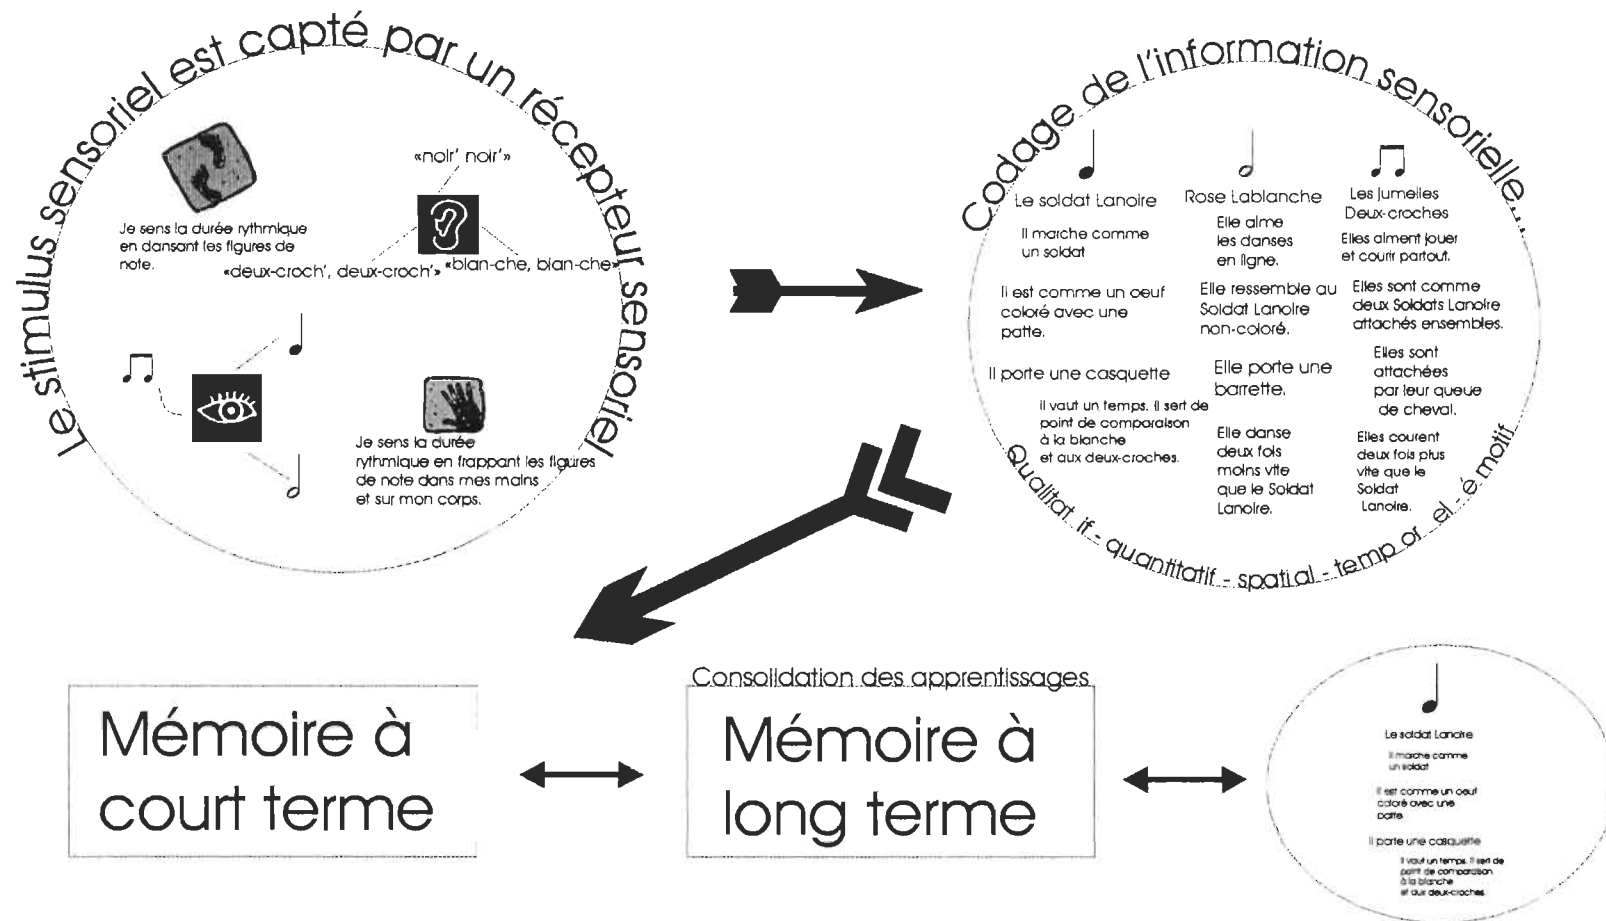 Le stimulus sensoriel est capté par un récepteur sensoriel
«noir' noir'»
Je sens la durée rythmique
en dansant les figures de
note.
«deux-croch', deux-croch'»
«blan-che, blan-che»
Je sens la durée
rythmique en frappant les figures
de note dans mes mains
et sur mon corps.
Codage de l'information sensorielle...
Le soldat Lanoire
Il marche comme
un soldat
Il est comme un oeuf
coloré avec une
patte.
Il porte une casquette
Il vaut un temps. Il sert de
point de comparaison
à la blanche
et aux deux-croches.
Rose Lablanche
Elle aime
les danses
en ligne.
Elle ressemble au
Soldat Lanoire
non-coloré.
Elle porte une
barrette.
Elle danse
deux fois
moins vite
que le Soldat
Lanoire.
Les jumelles
Deux-croches
Elles aiment jouer
et courir partout.
Elles sont comme
deux Soldats Lanoire
attachés ensembles.
Elles sont
attachées
par leur queue
de cheval.
Elles courent
deux fois plus
vite que le
Soldat
Lanoire.
Qualitatif - quantitatif - spatial - temporel - émotif
Mémoire à
court terme
Consolidation des apprentissages
Mémoire à
long terme
Le soldat Lanoire
Il marche comme
un soldat
Il est comme un oeuf
coloré avec une
patte
Il porte une casquette
Il vaut un temps. Il sert de
point de comparaison
à la blanche
et aux deux-croches.